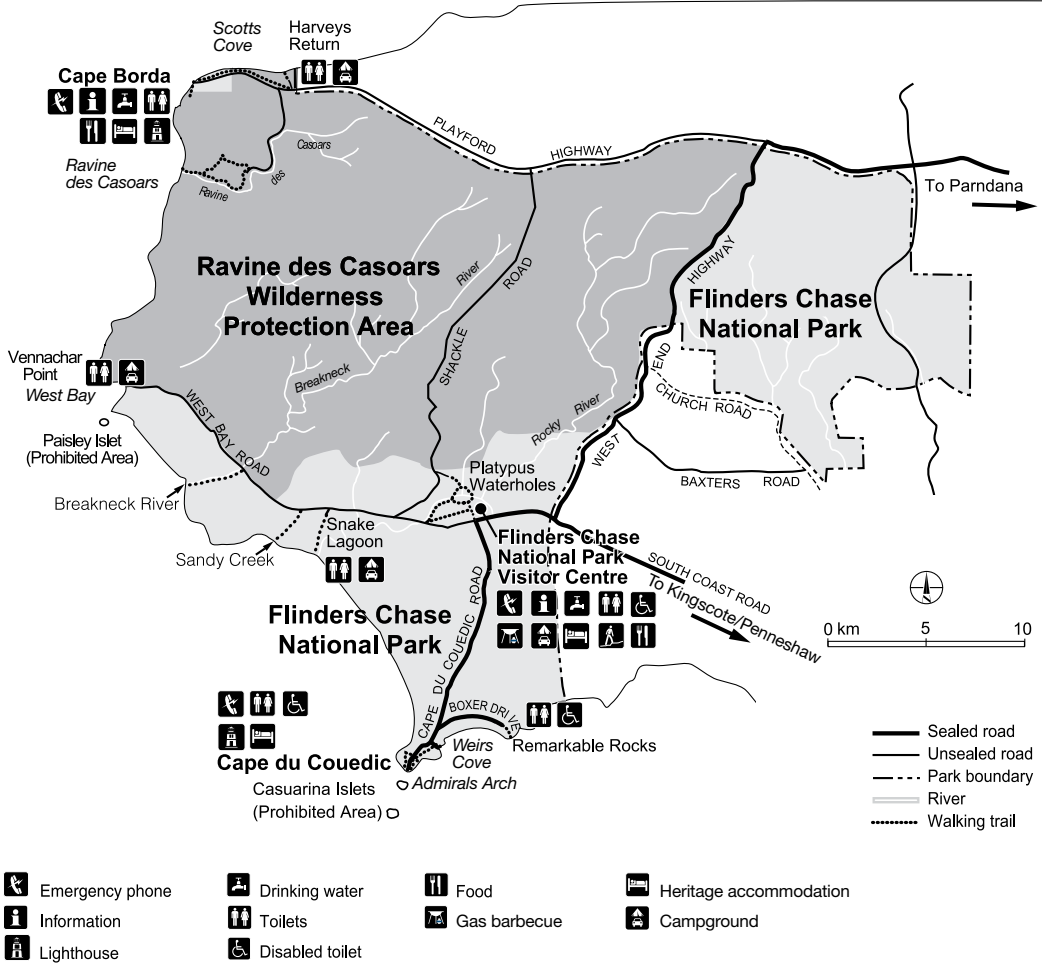 Scotts
Cove
Harveys
Return
Cape Borda
Ravine
des Casoars
Casoars
des
Ravine
PLAYFORD
HIGHWAY
To Parndana
Ravine des Casoars
Wilderness
Protection Area
River
Breakneck
SHACKLE
ROAD
HIGHWAY
END
WEST
Flinders Chase
National Park
CHURCH ROAD
BAXTERS ROAD
Rocky River
Vennachar
Point
West Bay
WEST BAY ROAD
Paisley Islet
(Prohibited Area)
Breakneck River
Sandy Creek
Snake
Lagoon
Platypus
Waterholes
Flinders Chase
National Park
Visitor Centre
SOUTH COAST ROAD
To Kingscote/Penneshaw
Flinders Chase
National Park
CAPE DU COUEDIC ROAD
BOXER DRIVE
Remarkable Rocks
Weirs
Cove
Cape du Couedic
Admirals Arch
Casuarina Islets
(Prohibited Area)
N
0 km 5 10
Sealed road
Unsealed road
Park boundary
River
Walking trail
Emergency phone
Information
Lighthouse
Drinking water
Toilets
Disabled toilet
Food
Gas barbecue
Heritage accommodation
Campground